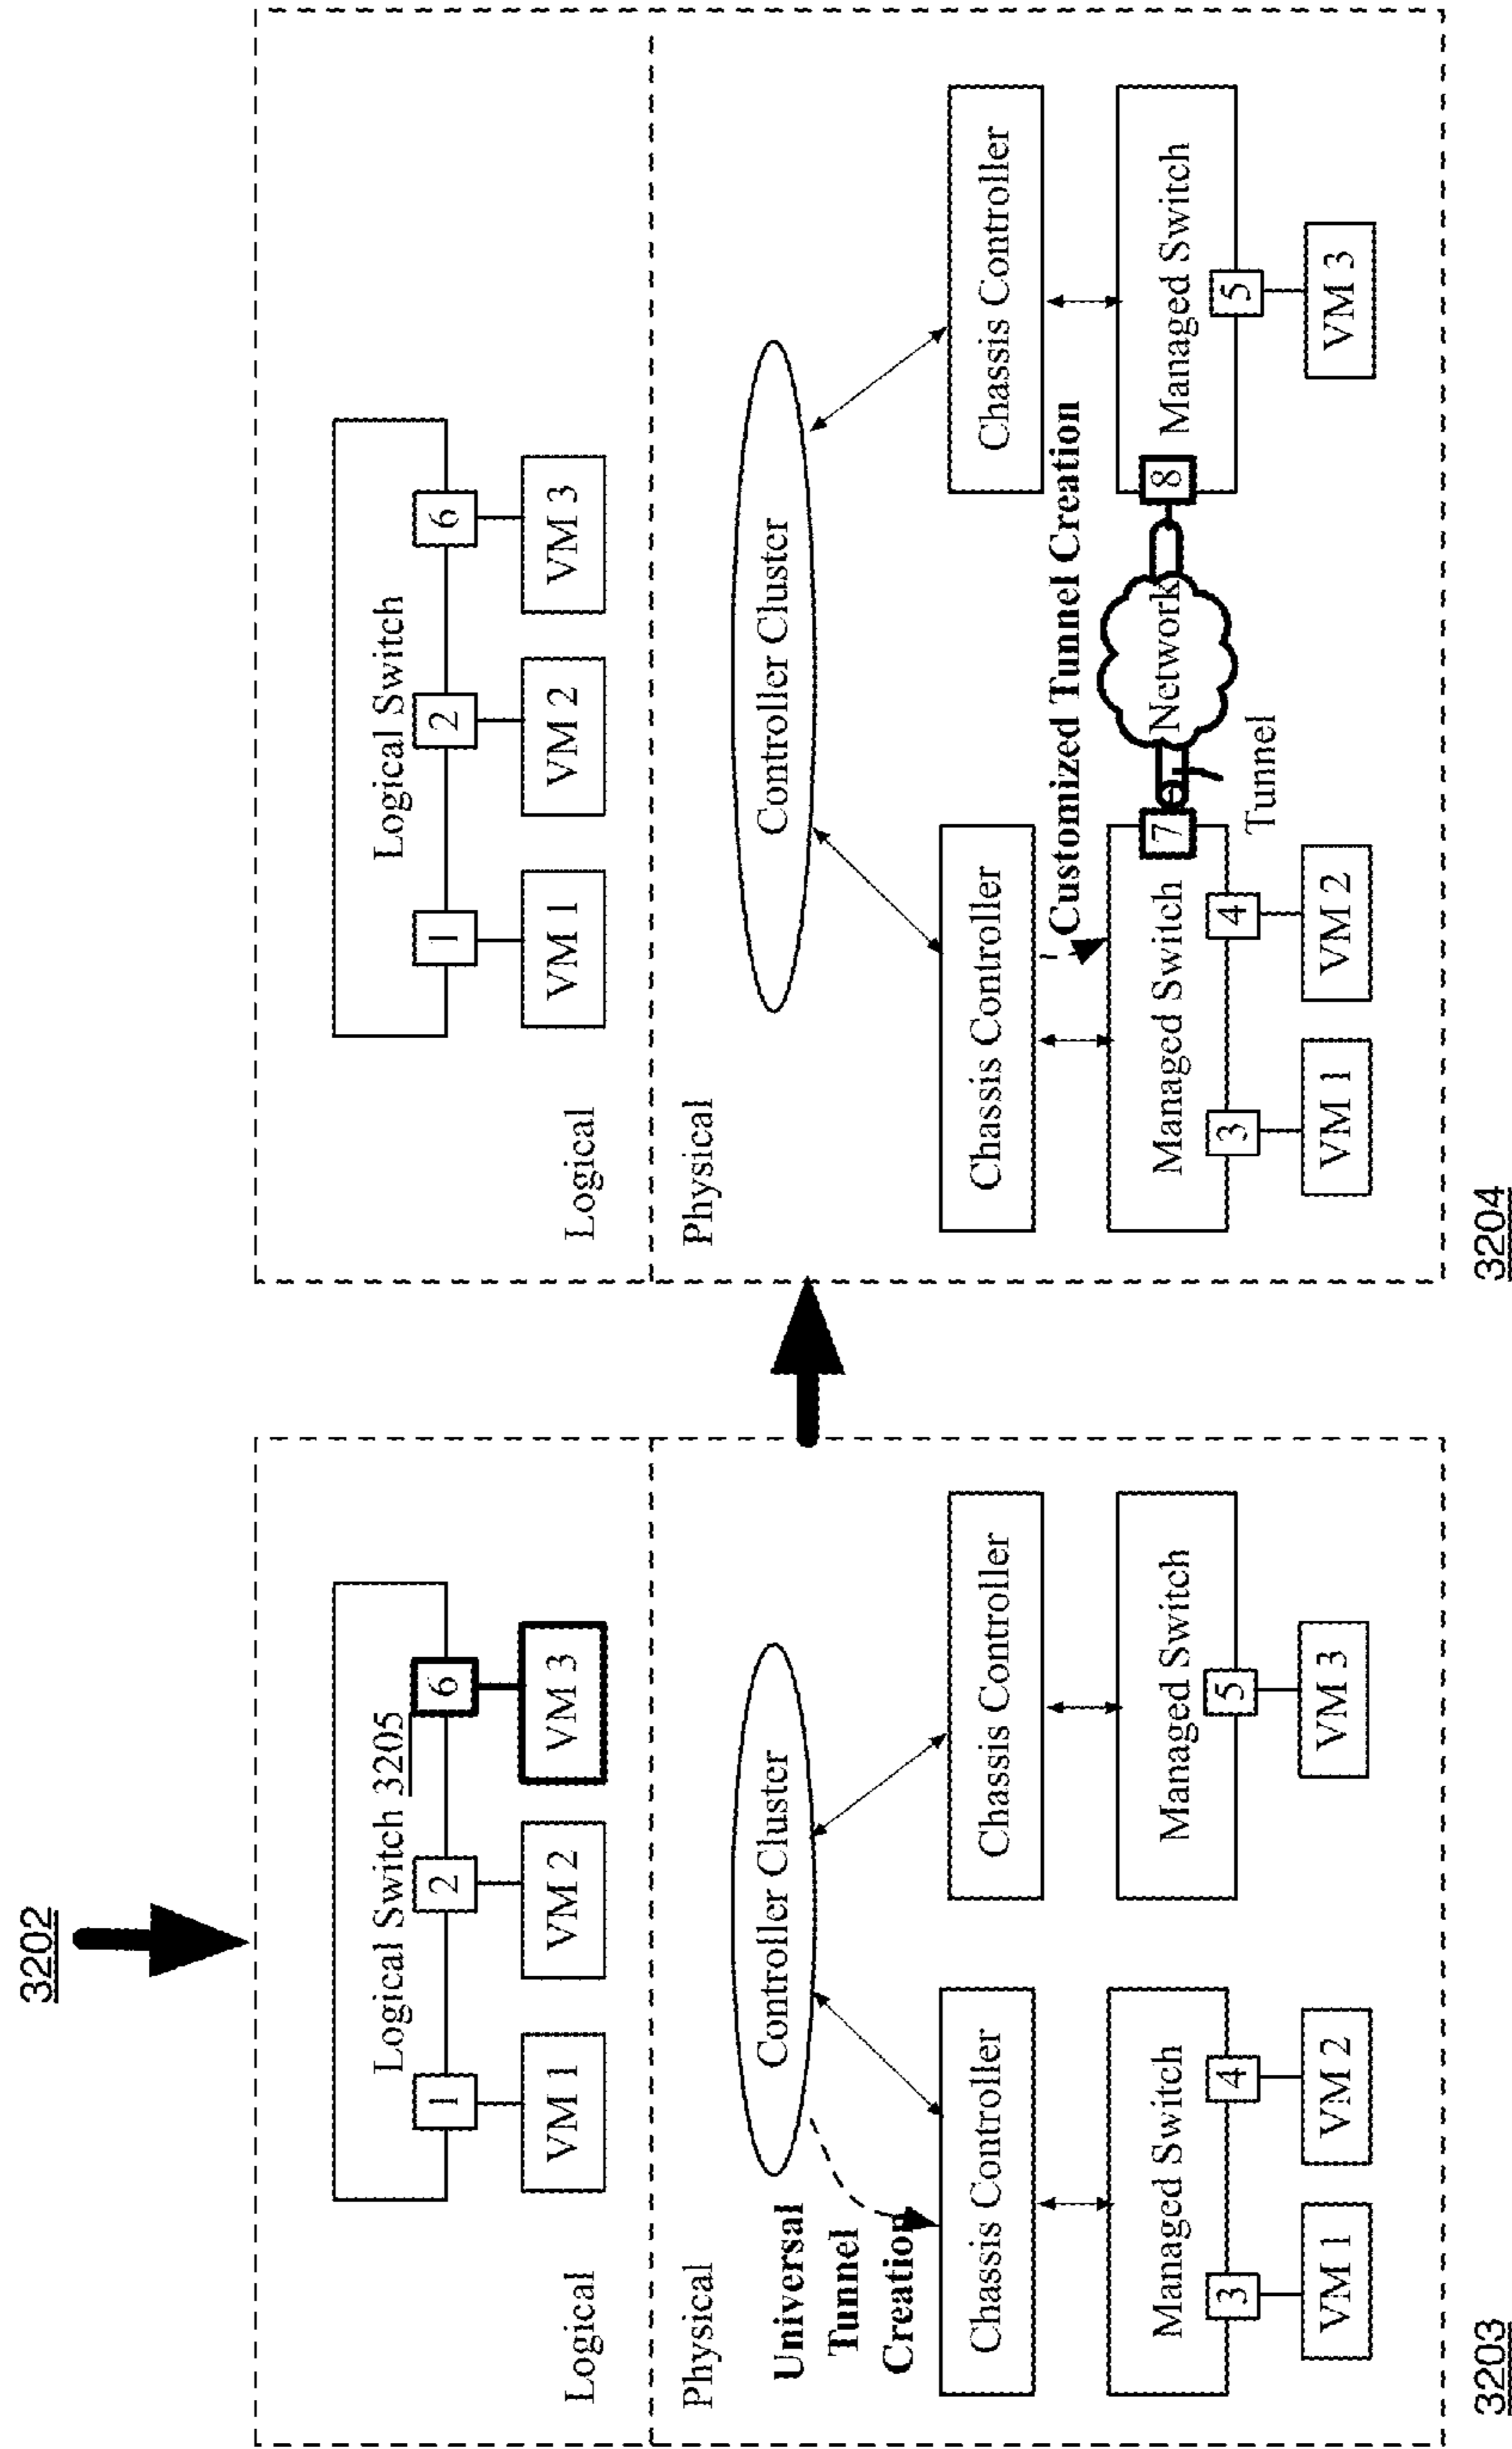 3202
Logical Switch 3205
1
2
6
VM 1
VM 2
VM 3
Logical
Physical
Controller Cluster
Universal
Tunnel
Creation
Chassis Controller
Chassis Controller
Managed Switch
Managed Switch
3
4
5
VM 1
VM 2
VM 3
3203
Logical Switch
1
2
6
VM 1
VM 2
VM 3
Logical
Physical
Controller Cluster
Chassis Controller
Chassis Controller
Customized Tunnel Creation
Managed Switch
7
Network
8
Managed Switch
Tunnel
3
4
5
VM 1
VM 2
VM 3
3204